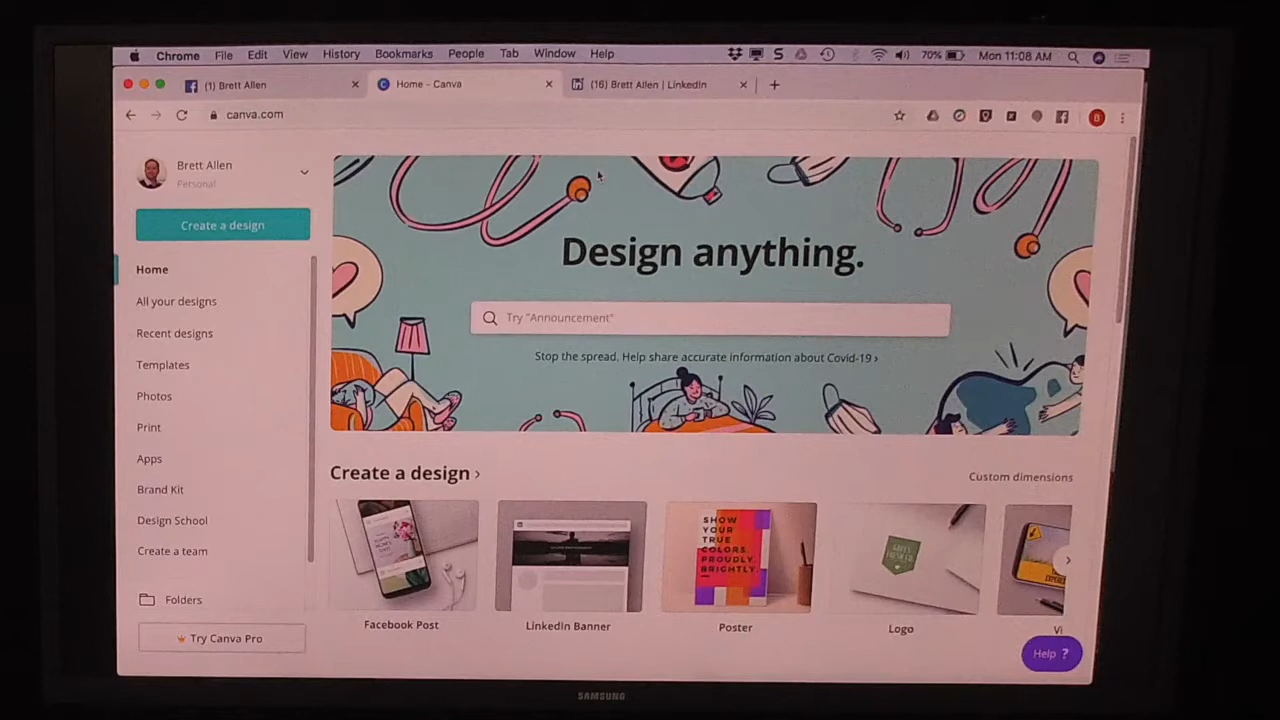 Chrome File Edit View History Bookmarks People Tab Window Help 70% Mon 11:08 AM
(1) Brett Allen
Home - Canva
(16) Brett Allen | LinkedIn
canva.com
Brett Allen
Personal
Create a design
Home
All your designs
Recent designs
Templates
Photos
Print
Apps
Brand Kit
Design School
Create a team
Folders
Try Canva Pro
Design anything.
Try "Announcement"
Stop the spread. Help share accurate information about Covid-19 ›
Create a design ›
Custom dimensions
SHOW
YOUR
TRUE
COLORS.
PROUDLY.
BRIGHTLY.
Facebook Post
LinkedIn Banner
Poster
Logo
Vi
Help ?
SAMSUNG